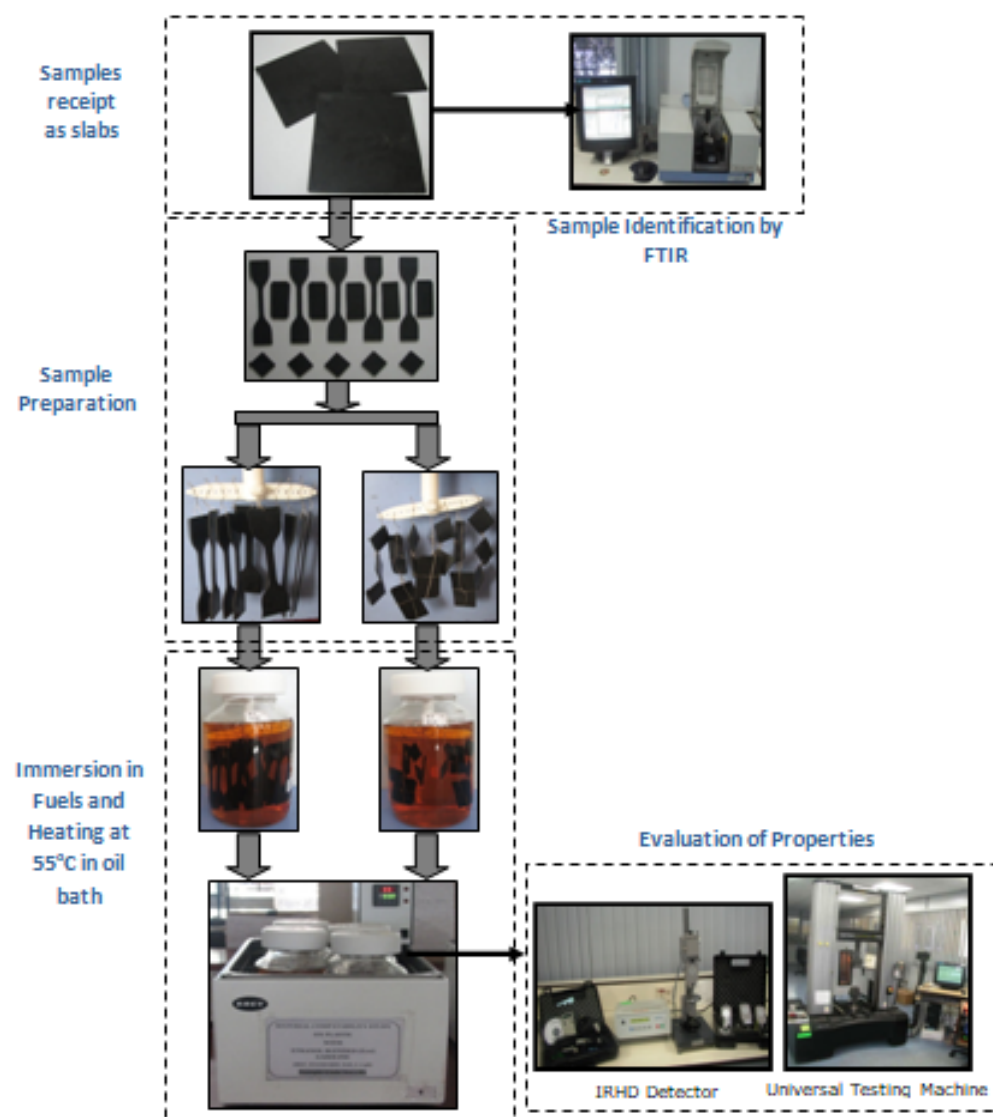 Samples
receipt
as slabs
Sample Identification by
FTIR
Sample
Preparation
Immersion in
Fuels and
Heating at
55°C in oil
bath
Evaluation of Properties
IRHD Detector
Universal Testing Machine